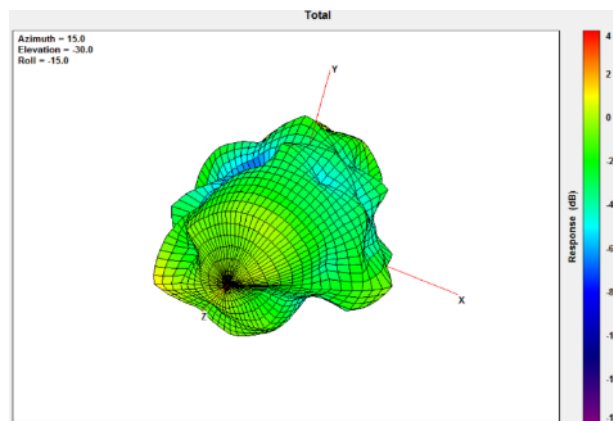 Total
Azimuth = 15.0
Elevation = -30.0
Roll = -15.0
Y
X
Z
Response (dB)
4
2
0
-2
-4
-6
-8